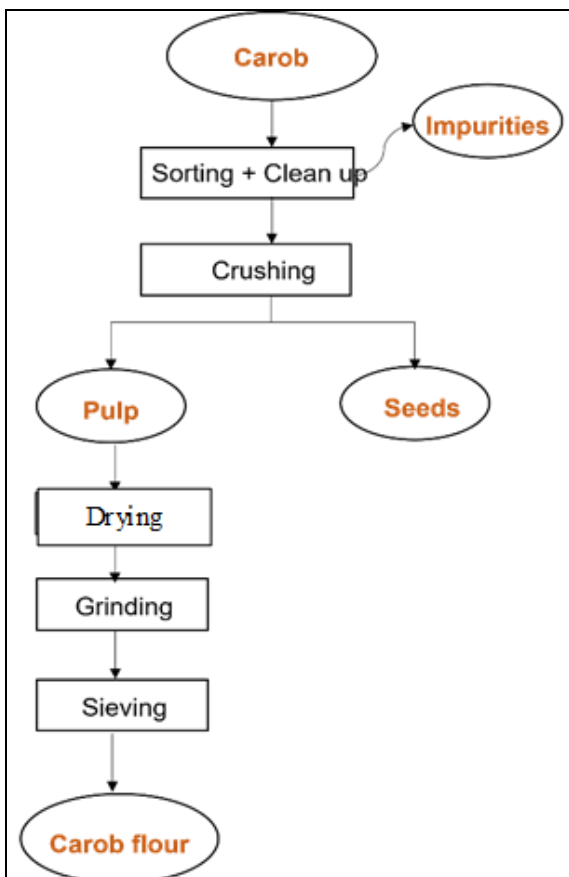 Carob
Impurities
Sorting + Clean up
Crushing
Pulp
Seeds
Drying
Grinding
Sieving
Carob flour